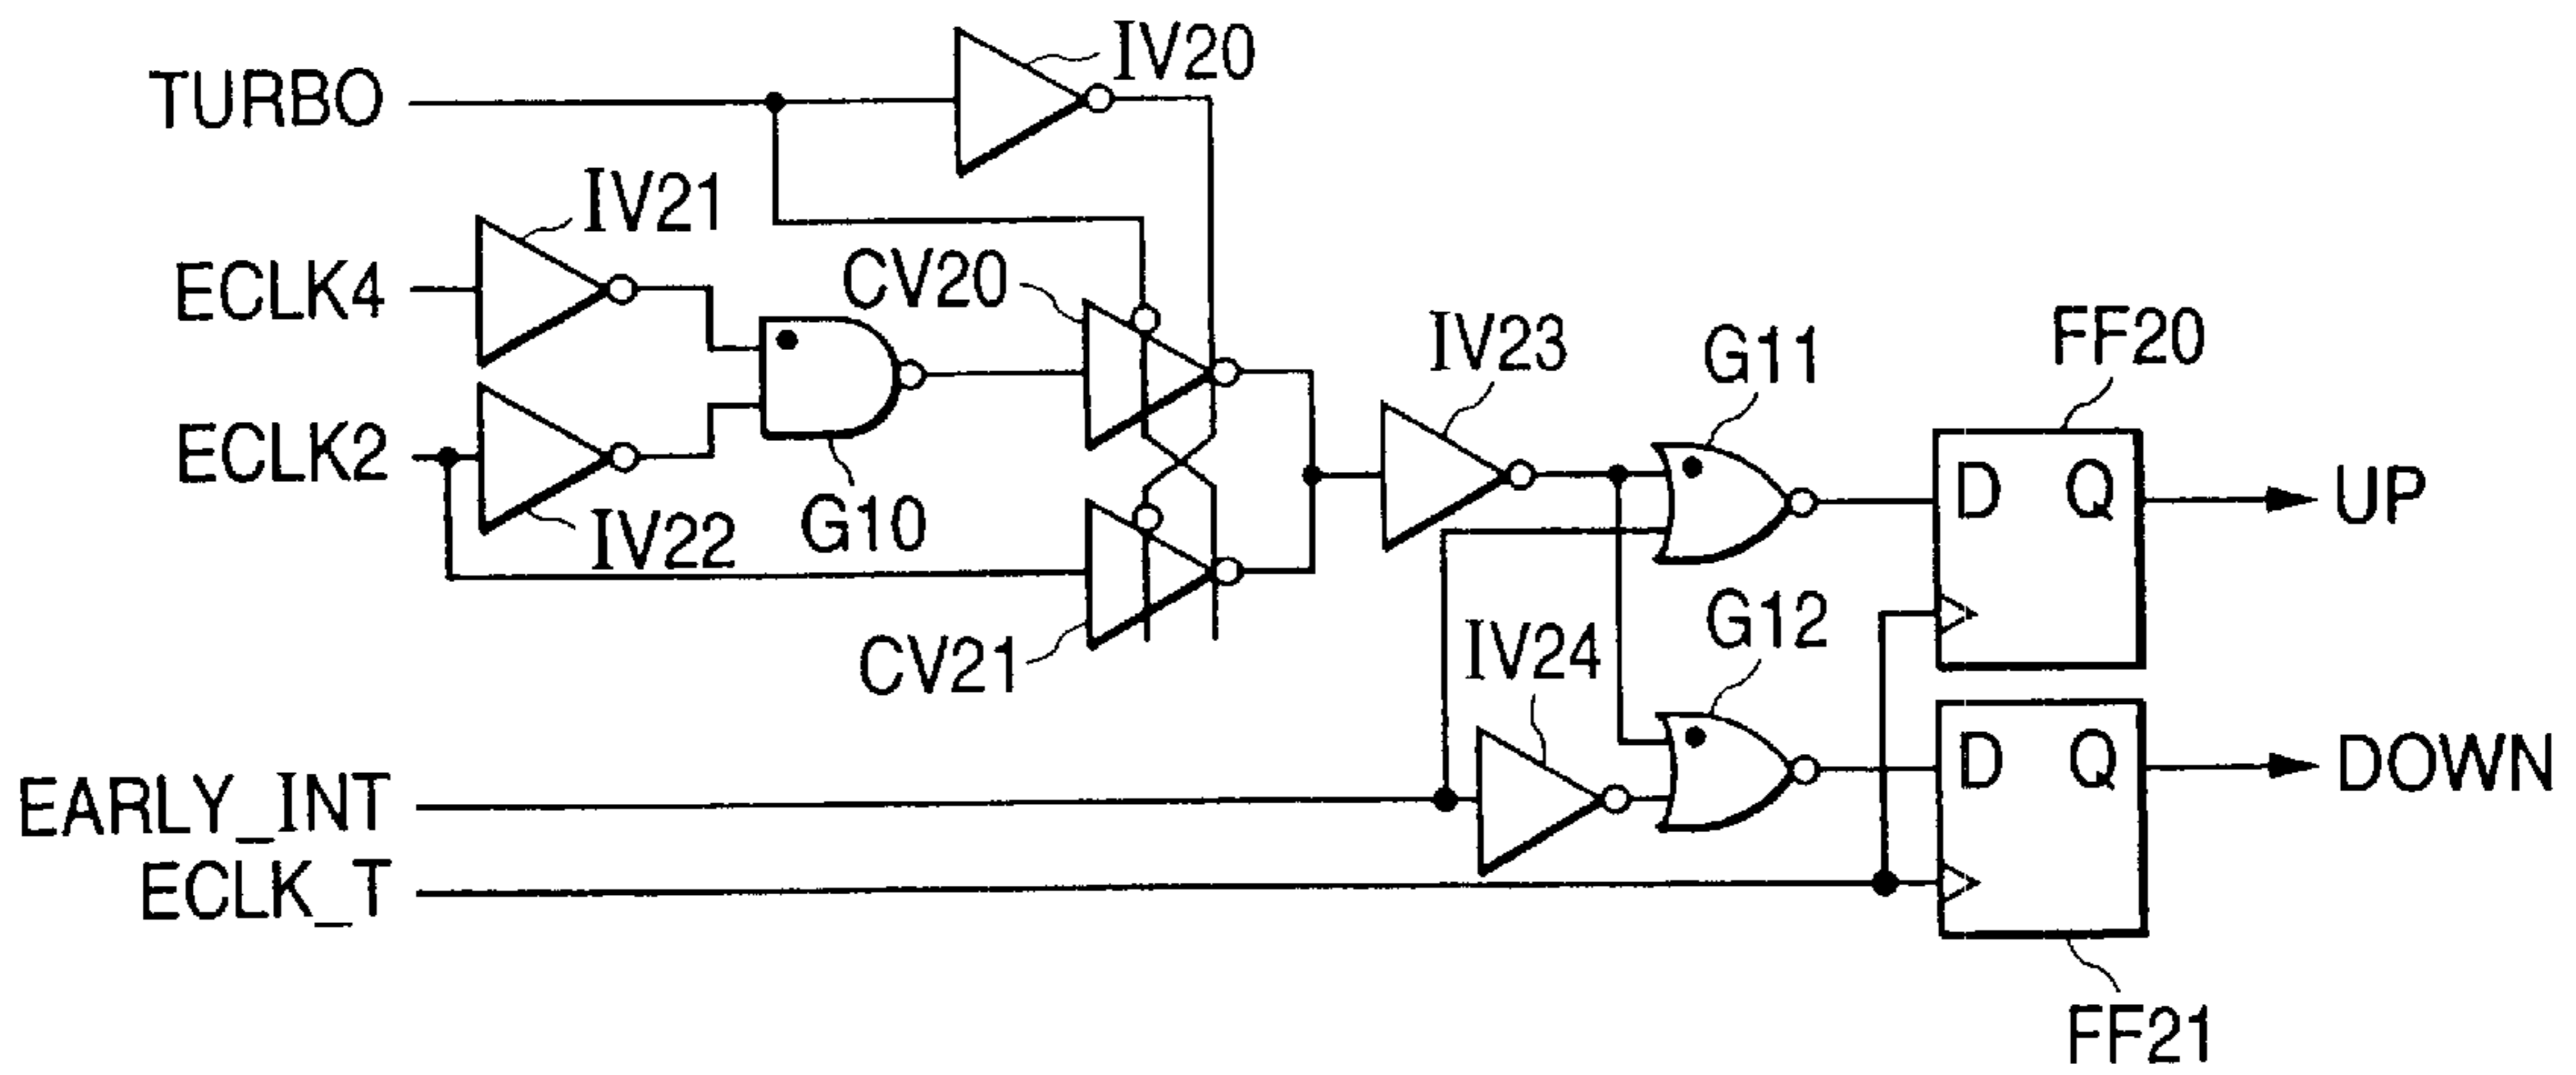 TURBO
IV20
IV21
ECLK4
CV20
IV23
G11
FF20
ECLK2
IV22
G10
D Q
UP
CV21
IV24
G12
EARLY_INT
D Q
DOWN
ECLK_T
FF21